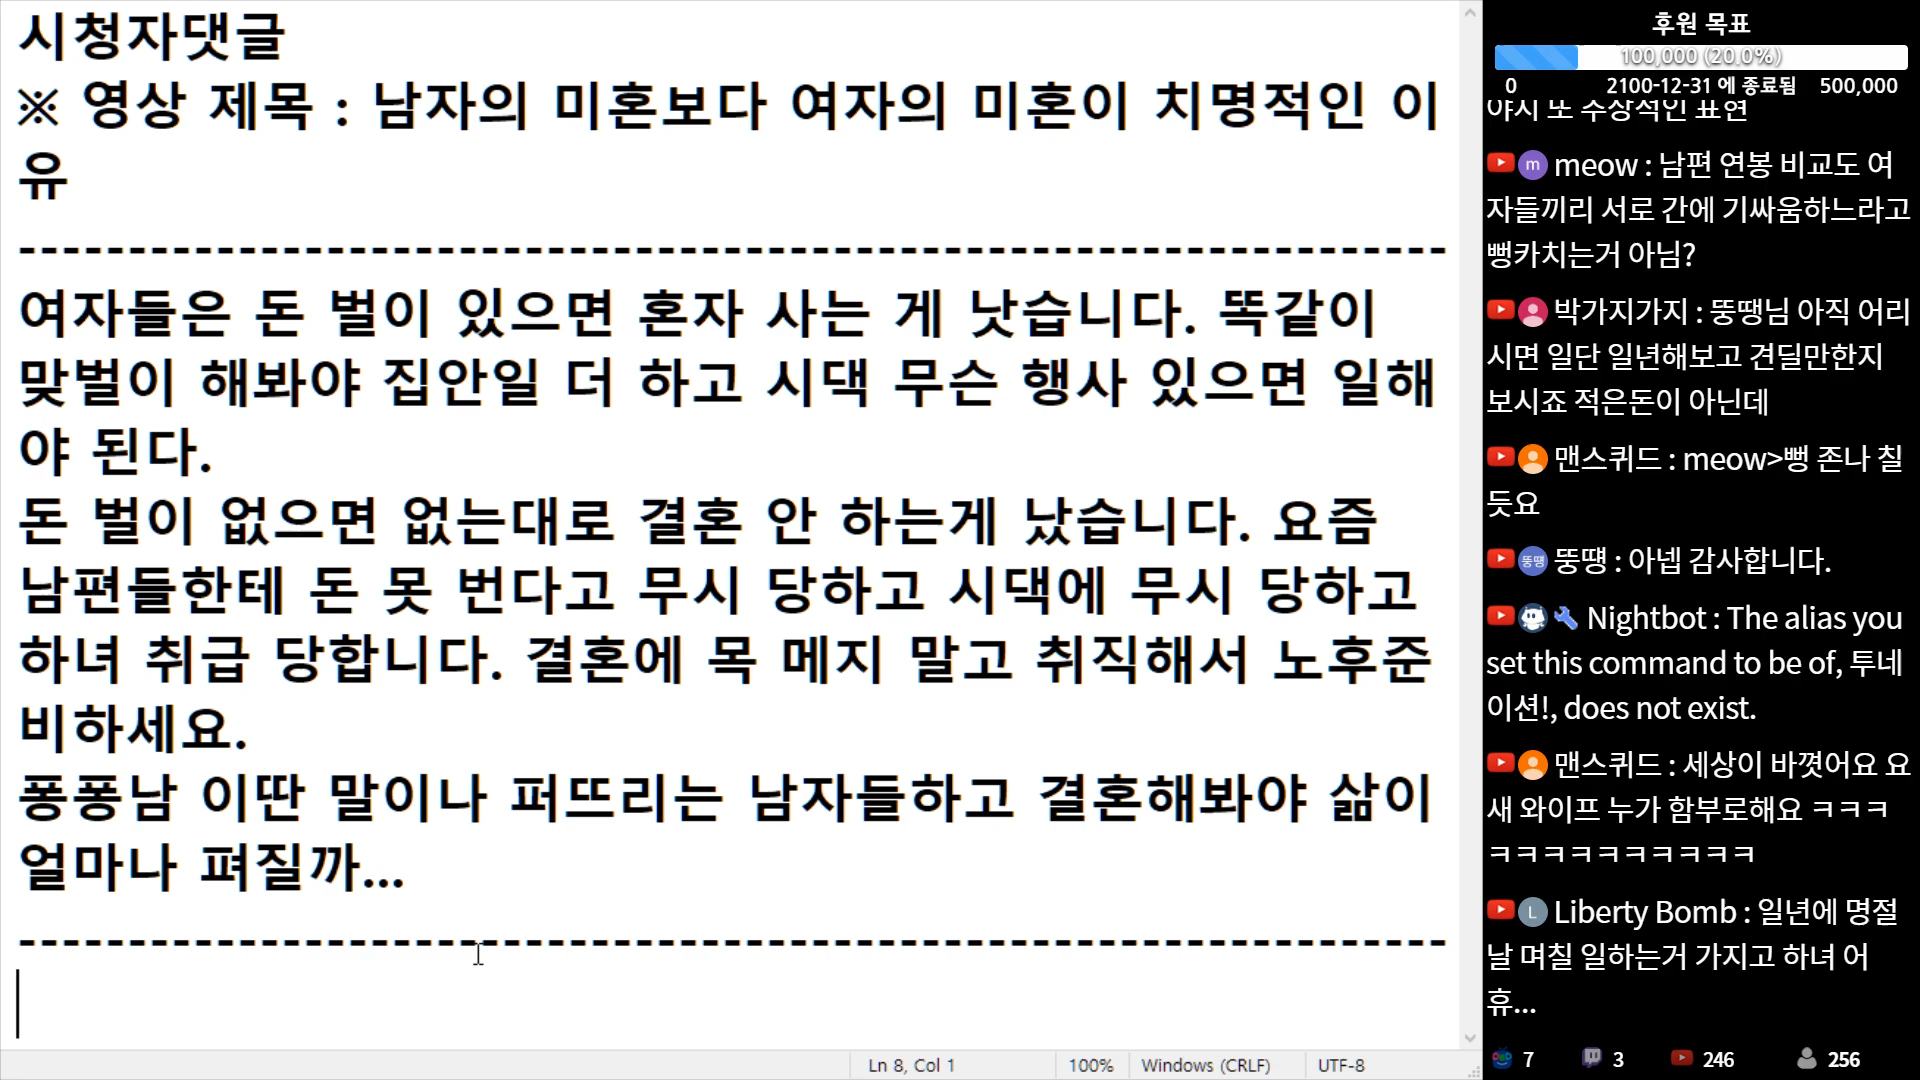 시청자댓글
※ 영상 제목 : 남자의 미혼보다 여자의 미혼이 치명적인 이
유
--------------------------------------------------------------
여자들은 돈 벌이 있으면 혼자 사는 게 낫습니다. 똑같이
맞벌이 해봐야 집안일 더 하고 시댁 무슨 행사 있으면 일해
야 된다.
돈 벌이 없으면 없는대로 결혼 안 하는게 났습니다. 요즘
남편들한테 돈 못 번다고 무시 당하고 시댁에 무시 당하고
하녀 취급 당합니다. 결혼에 목 메지 말고 취직해서 노후준
비하세요.
퐁퐁남 이딴 말이나 퍼뜨리는 남자들하고 결혼해봐야 삶이
얼마나 펴질까...
--------------------------------------------------------------
Ln 8, Col 1
100%
Windows (CRLF)
UTF-8
후원 목표
100,000 (20.0%)
0 2100-12-31 에 종료됨 500,000
야시 또 수상적인 표현
m meow : 남편 연봉 비교도 여
자들끼리 서로 간에 기싸움하느라고
뻥카치는거 아님?
박가지가지 : 뚱땡님 아직 어리
시면 일단 일년해보고 견딜만한지
보시죠 적은돈이 아닌데
맨스퀴드 : meow>뻥 존나 칠
듯요
뚱땡 뚱땡 : 아넵 감사합니다.
Nightbot : The alias you
set this command to be of, 투네
이션!, does not exist.
맨스퀴드 : 세상이 바꼇어요 요
새 와이프 누가 함부로해요 ㅋㅋㅋ
ㅋㅋㅋㅋㅋㅋㅋㅋㅋㅋ
L Liberty Bomb : 일년에 명절
날 며칠 일하는거 가지고 하녀 어
휴...
7 3 246 256